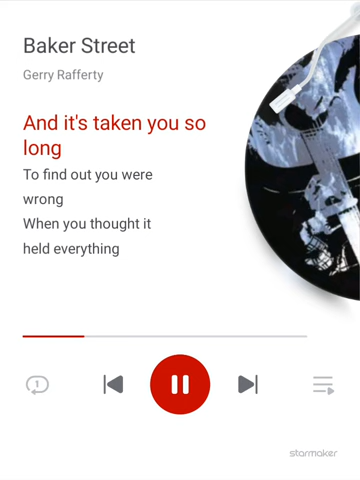 Baker Street
Gerry Rafferty
And it's taken you so
long
To find out you were
wrong
When you thought it
held everything
1
starmaker